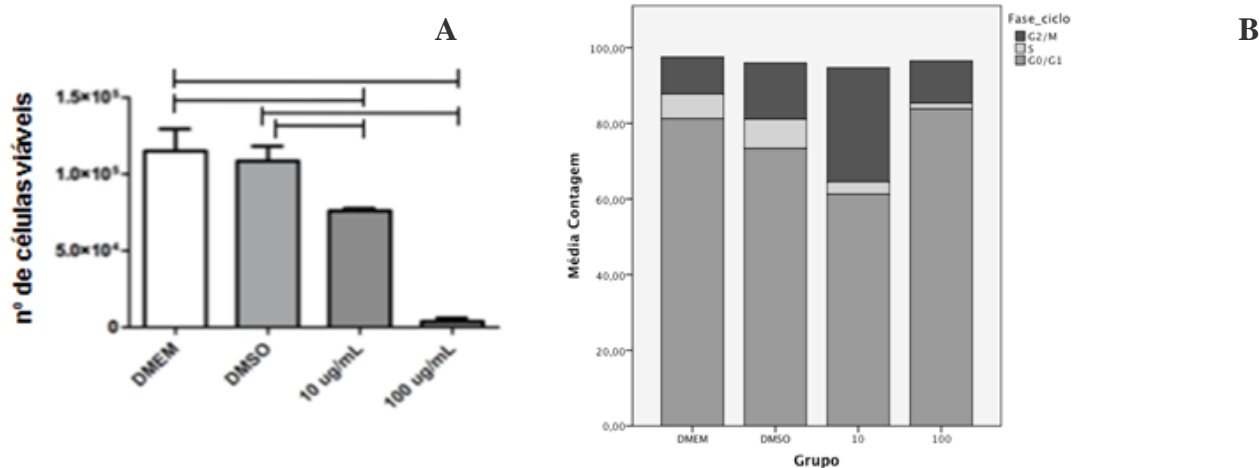 A
nº de células viáveis
1.5×10⁵
1.0×10⁵
5.0×10⁴
0
DMEM
DMSO
10 ug/mL
100 ug/mL
B
Fase_ciclo
G2/M
S
G0/G1
Média Contagem
100,00
80,00
60,00
40,00
20,00
0,00
DMEM
DMSO
10
100
Grupo